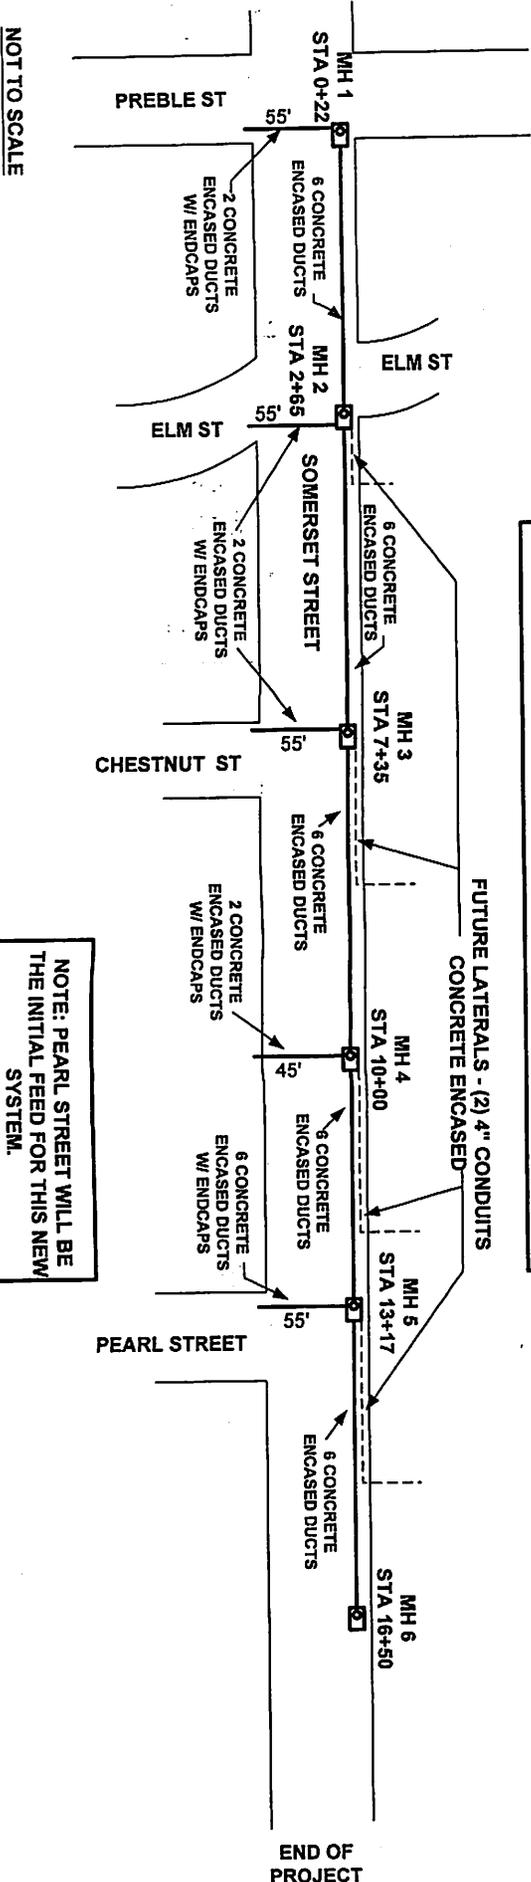 NOT TO SCALE
PREBLE ST
MH 1
STA 0+22
55'
2 CONCRETE
ENCASED DUCTS
W/ ENDCAPS
6 CONCRETE
ENCASED DUCTS
MH 2
STA 2+65
ELM ST
ELM ST
55'
SOMERSET STREET
2 CONCRETE
ENCASED DUCTS
W/ ENDCAPS
6 CONCRETE
ENCASED DUCTS
MH 3
STA 7+35
55'
CHESTNUT ST
6 CONCRETE
ENCASED DUCTS
FUTURE LATERALS - (2) 4" CONDUITS
CONCRETE ENCASED
2 CONCRETE
ENCASED DUCTS
W/ ENDCAPS
MH 4
STA 10+00
45'
6 CONCRETE
ENCASED DUCTS
6 CONCRETE
ENCASED DUCTS
W/ ENDCAPS
MH 5
STA 13+17
55'
PEARL STREET
6 CONCRETE
ENCASED DUCTS
MH 6
STA 16+50
NOTE: PEARL STREET WILL BE
THE INITIAL FEED FOR THIS NEW
SYSTEM.
END OF
PROJECT